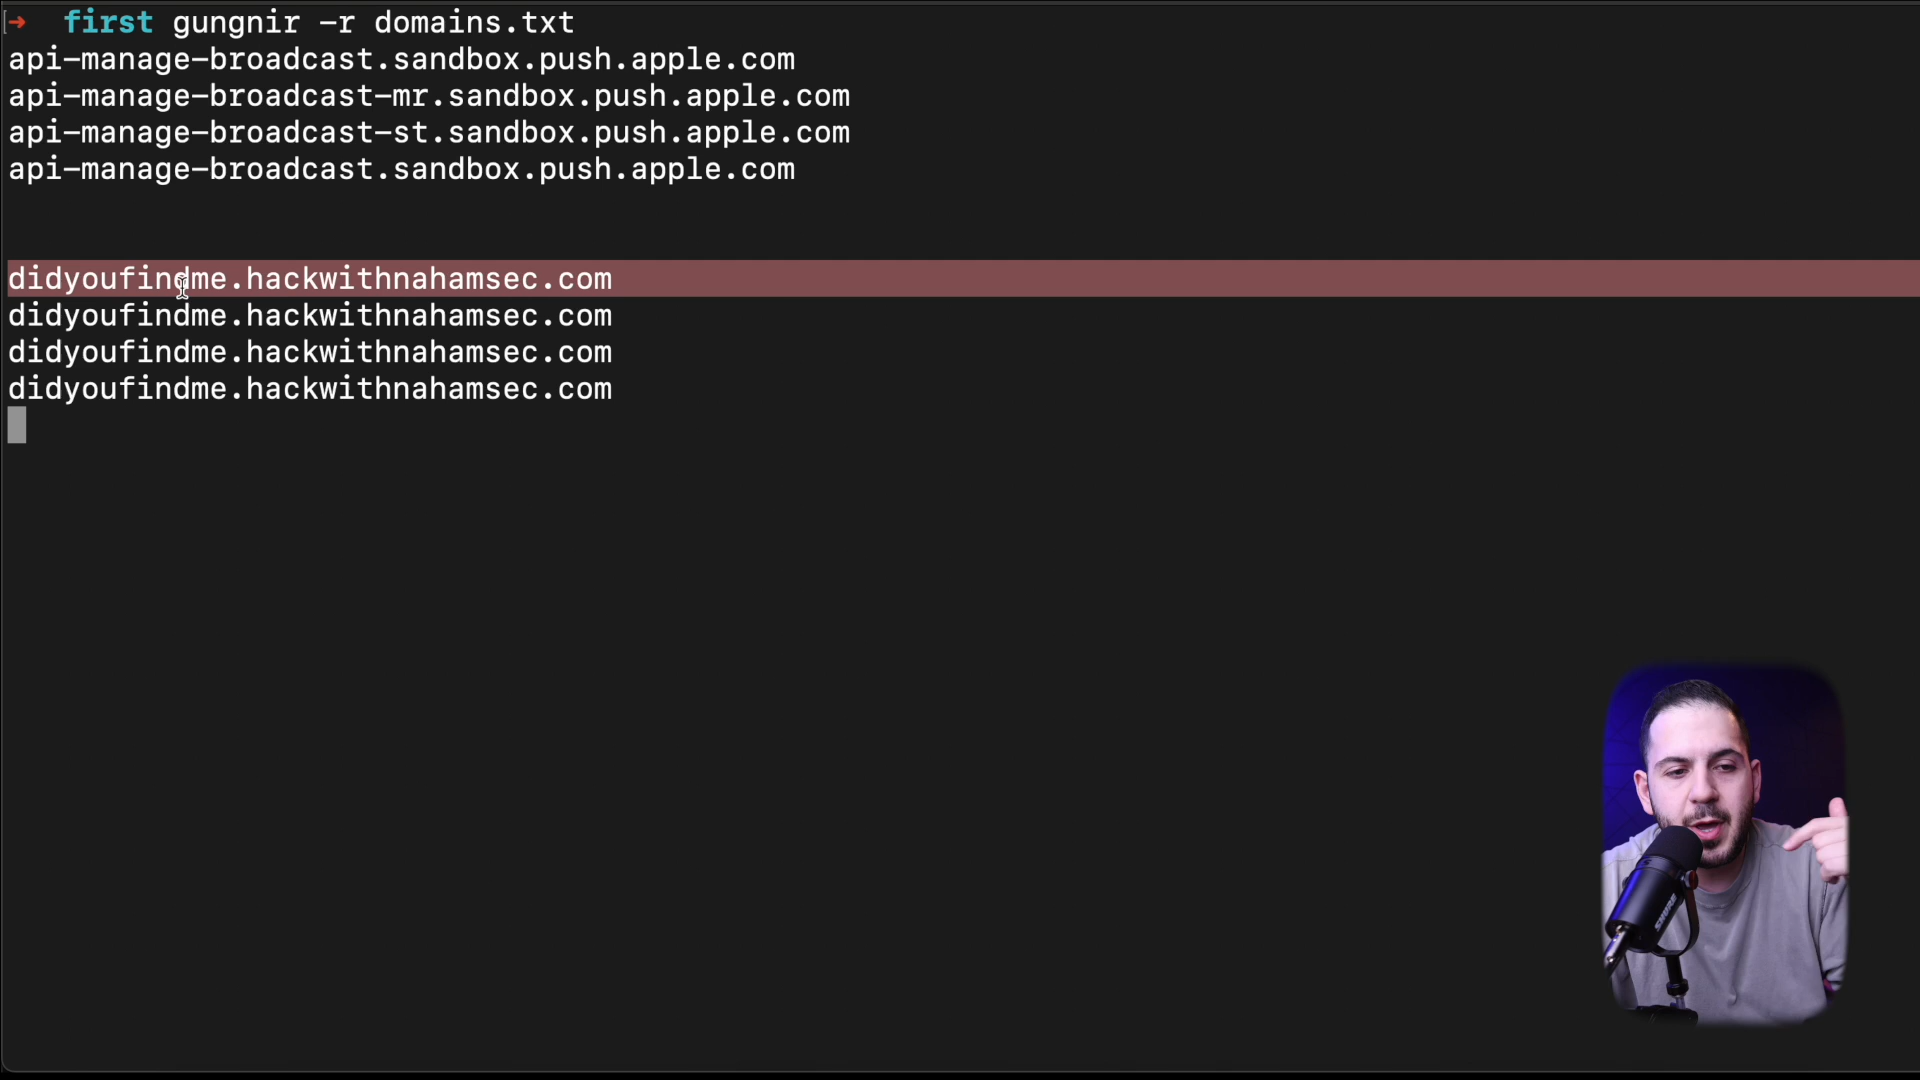 → first gungnir -r domains.txt
api-manage-broadcast.sandbox.push.apple.com
api-manage-broadcast-mr.sandbox.push.apple.com
api-manage-broadcast-st.sandbox.push.apple.com
api-manage-broadcast.sandbox.push.apple.com
didyoufindme.hackwithnahamsec.com
didyoufindme.hackwithnahamsec.com
didyoufindme.hackwithnahamsec.com
didyoufindme.hackwithnahamsec.com
SHURE